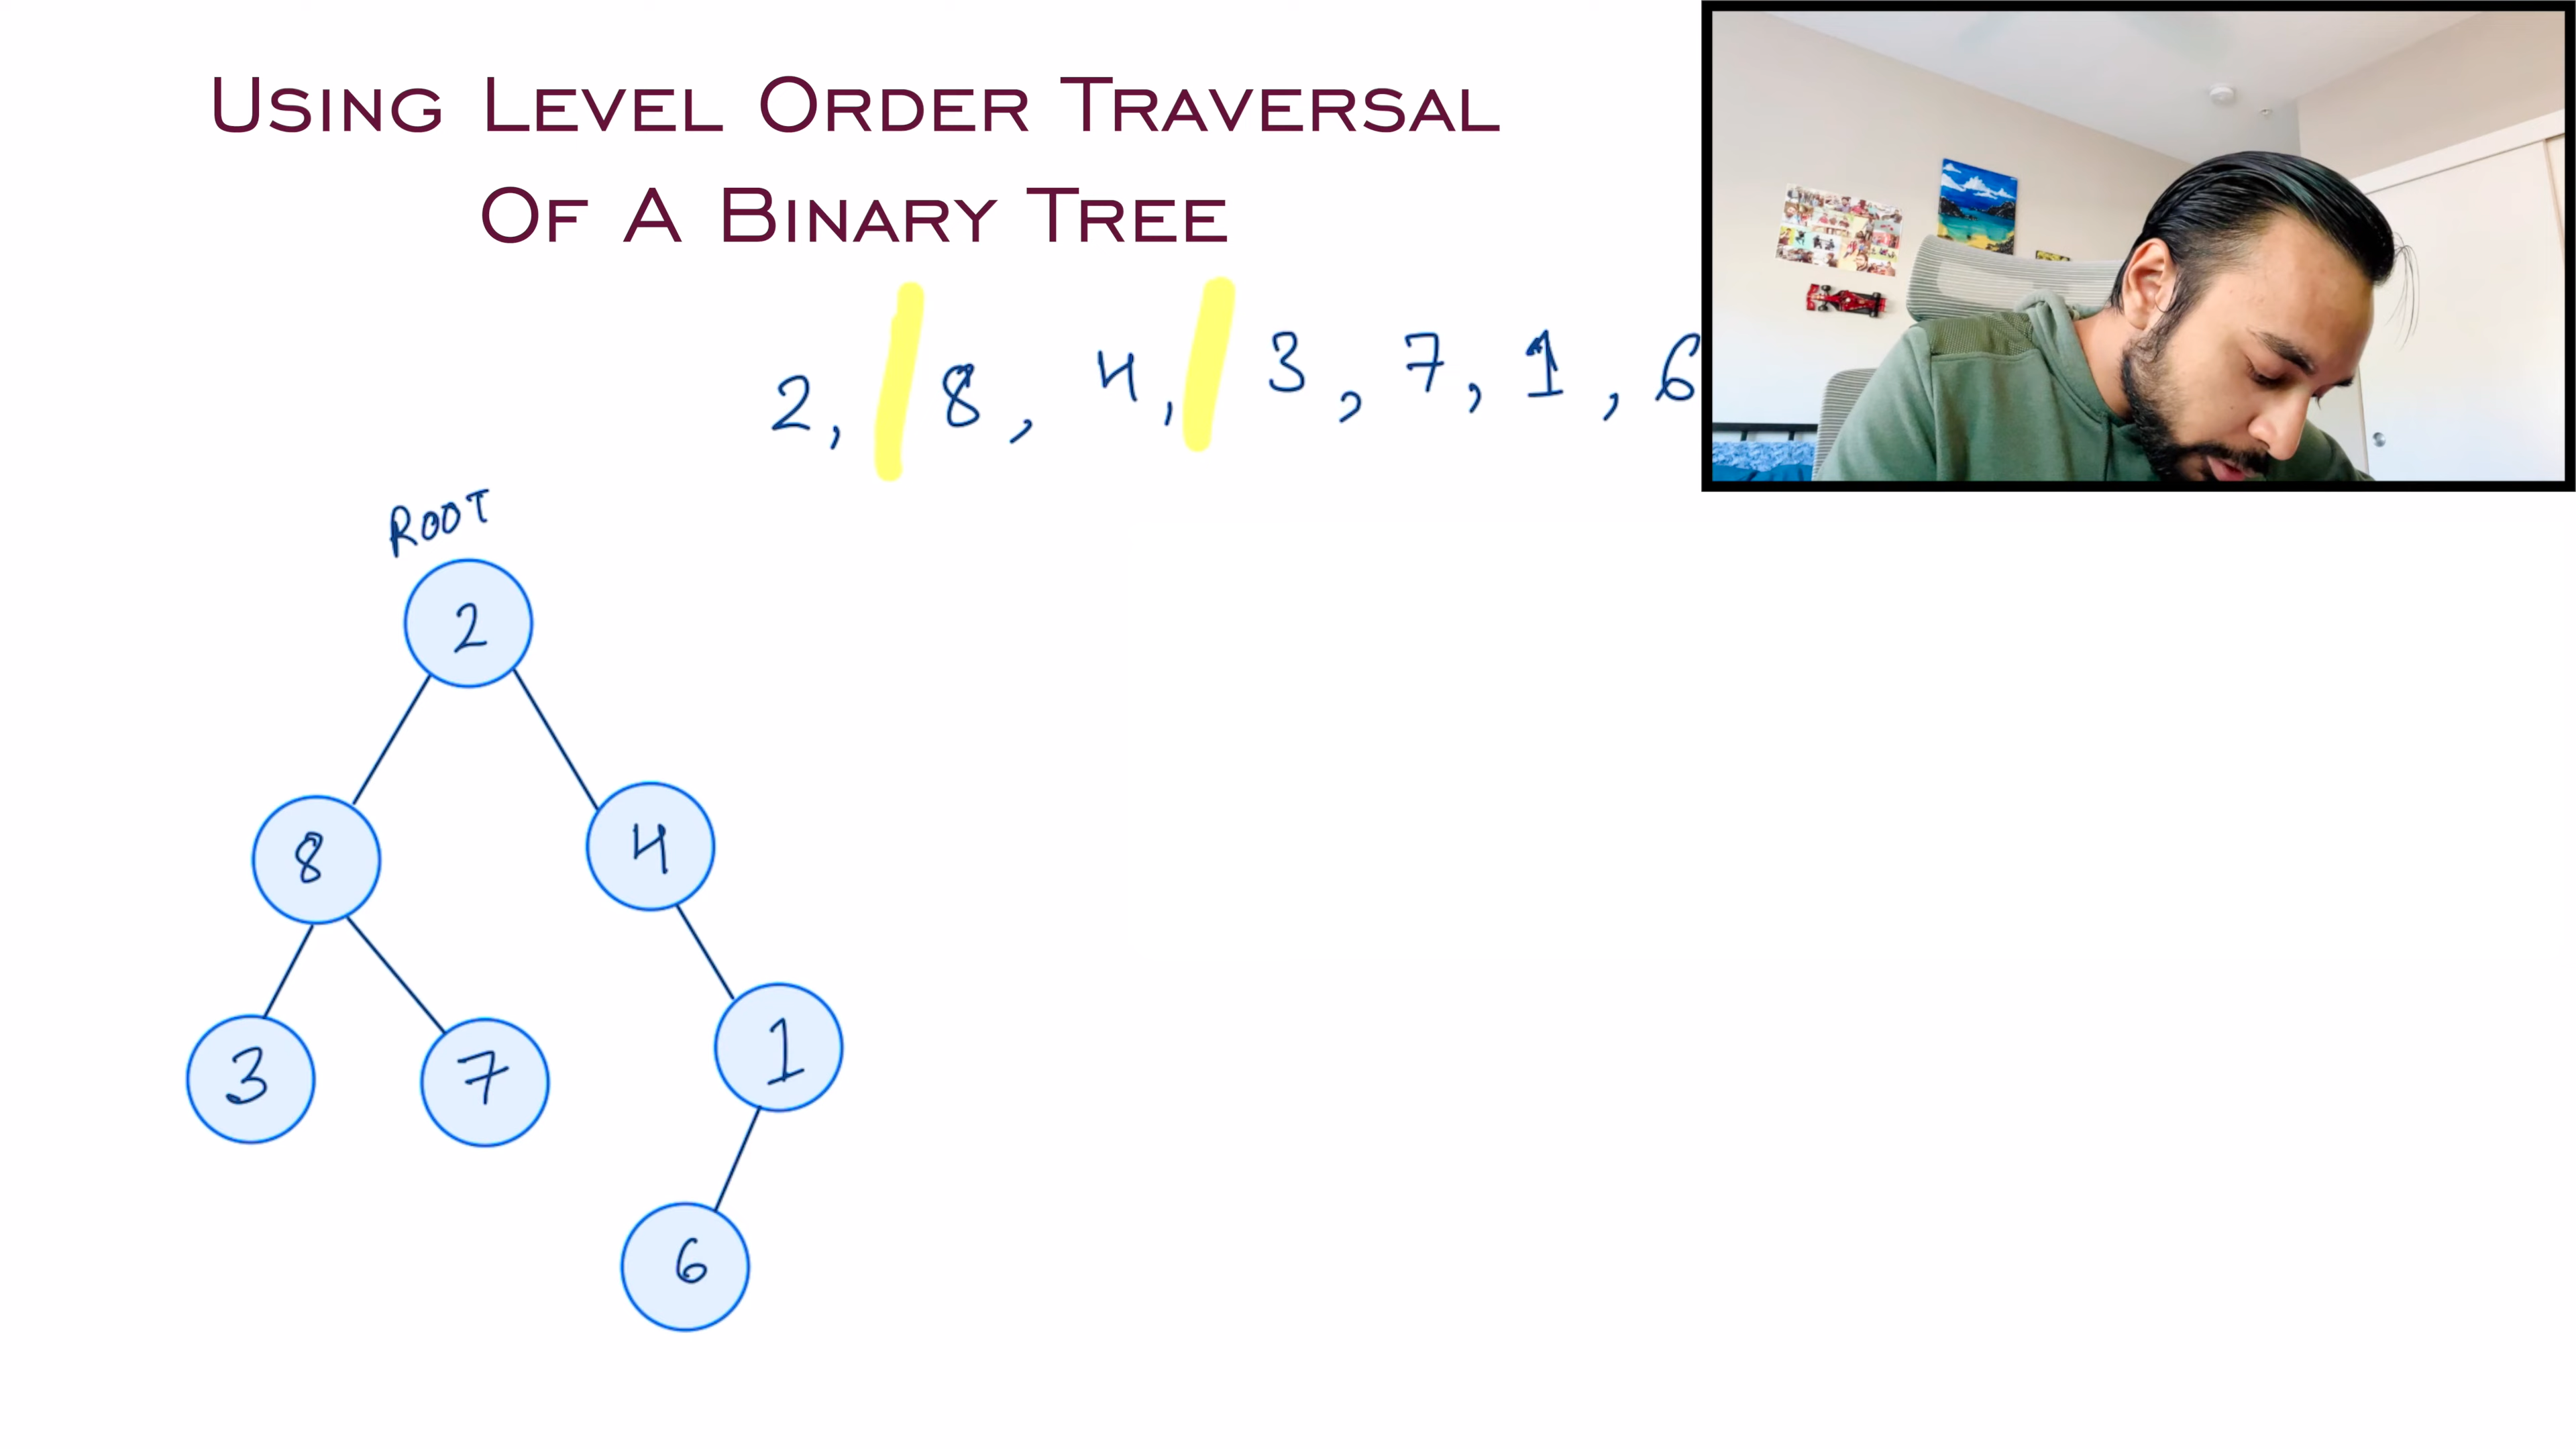 USING LEVEL ORDER TRAVERSAL
OF A BINARY TREE
2, 8, 4, 3, 7, 1, 6
ROOT
2
8
4
3
7
1
6